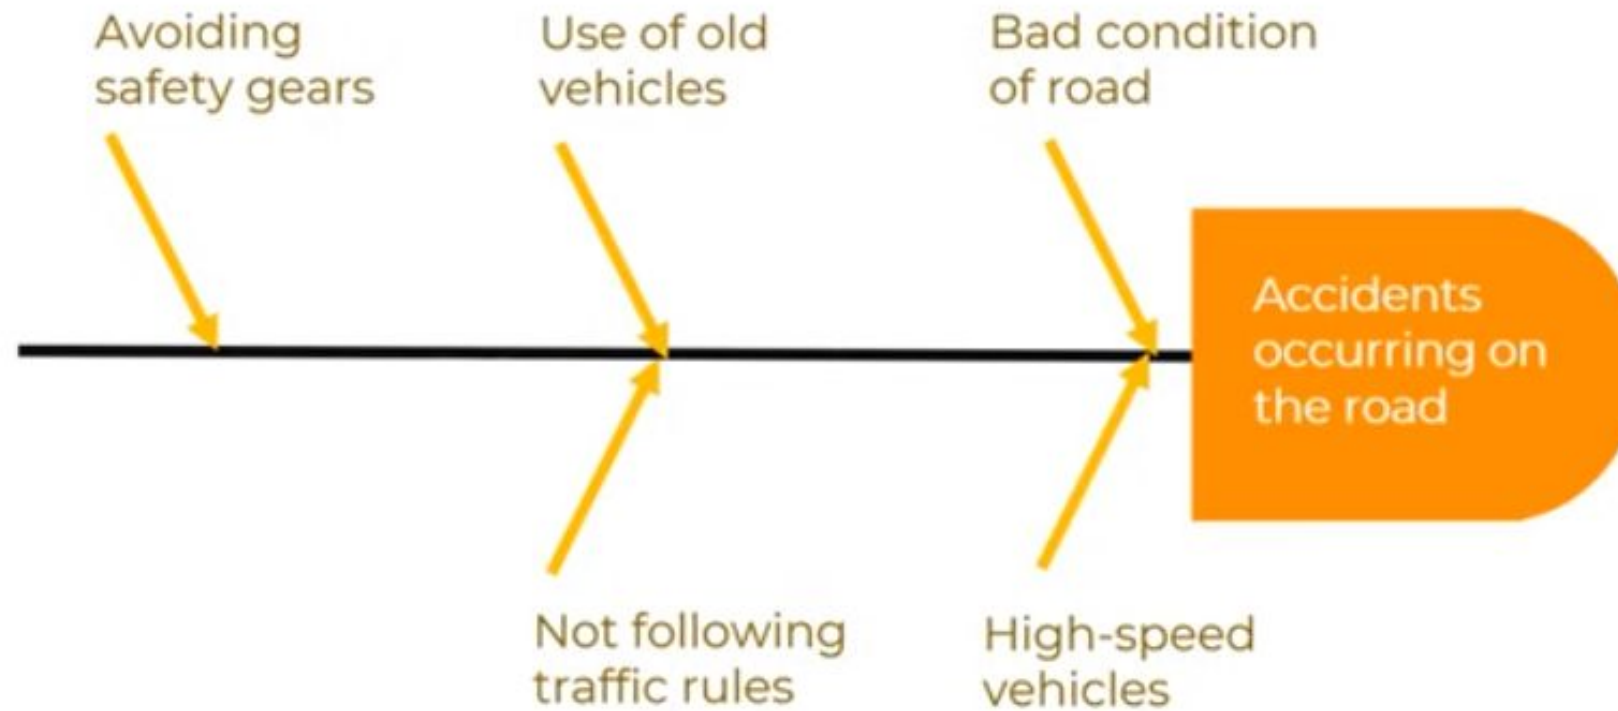 Avoiding
safety gears
Use of old
vehicles
Bad condition
of road
Accidents
occurring on
the road
Not following
traffic rules
High-speed
vehicles